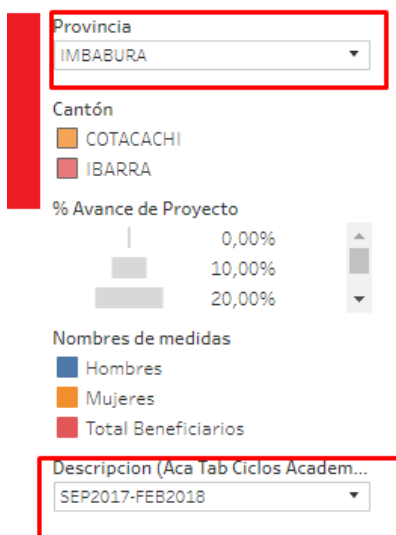 Provincia
IMBABURA
Cantón
COTACACHI
IBARRA
% Avance de Proyecto
0,00%
10,00%
20,00%
Nombres de medidas
Hombres
Mujeres
Total Beneficiarios
Descripcion (Aca Tab Ciclos Academ...
SEP2017-FEB2018